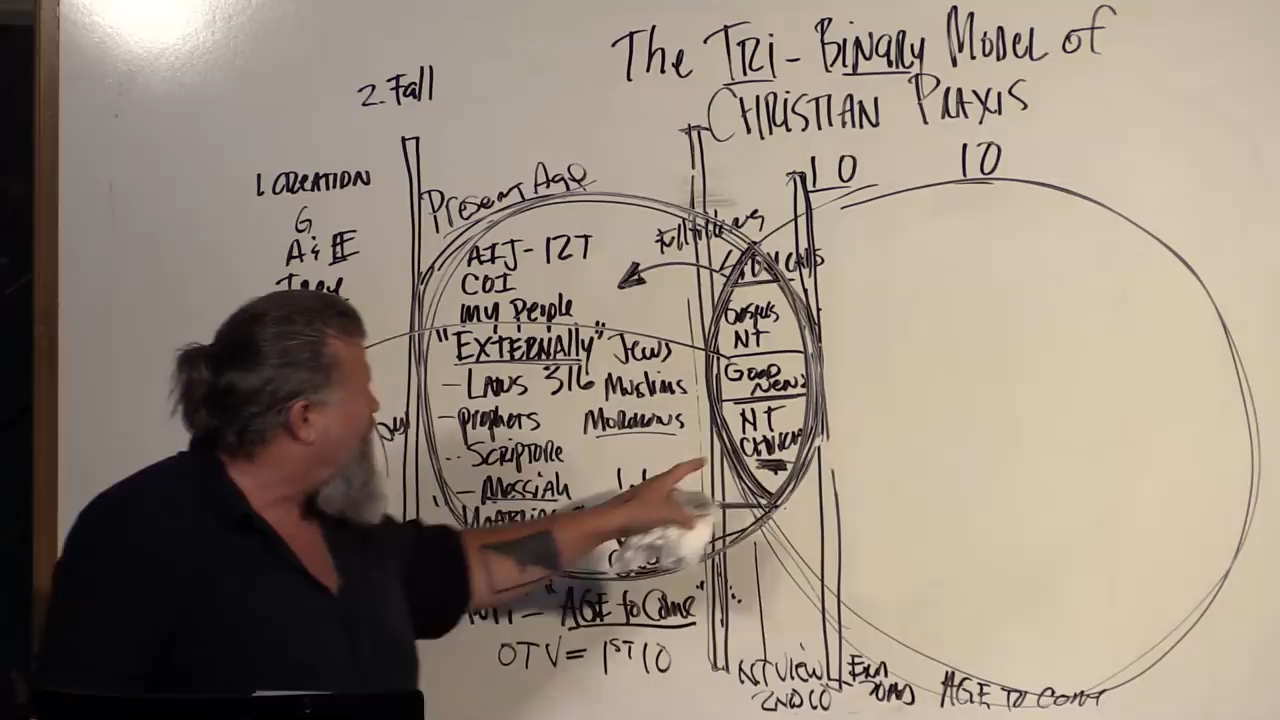 The Tri-Binary Model of
Christian Praxis
2. Fall
1 Creation
G
A & E
Present Age
AIJ-12T
COI
my People
"Externally"
- Laws 316
- Prophets
Scripture
- Messiah
Jews
Muslims
Mormons
Fulfilling
Gospels
NT
Good
News
NT
Church
10
10
"Age to Come"
OTV = 1st 10
NT View
2nd 10
Age to Come